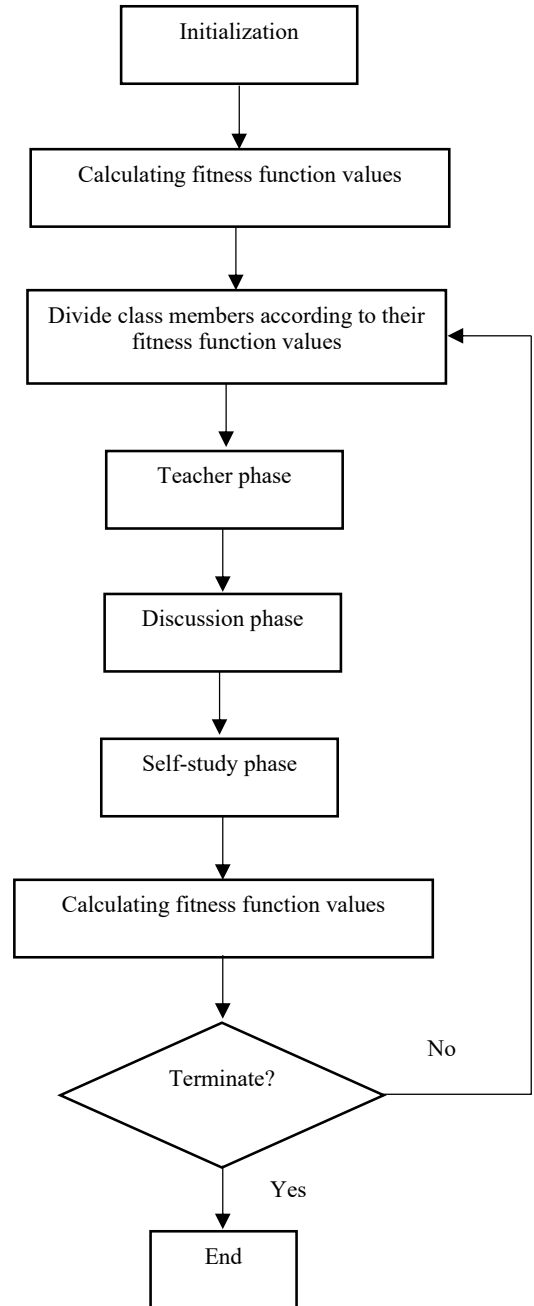 Initialization
Calculating fitness function values
Divide class members according to their
fitness function values
Teacher phase
Discussion phase
Self-study phase
Calculating fitness function values
No
Terminate?
Yes
End